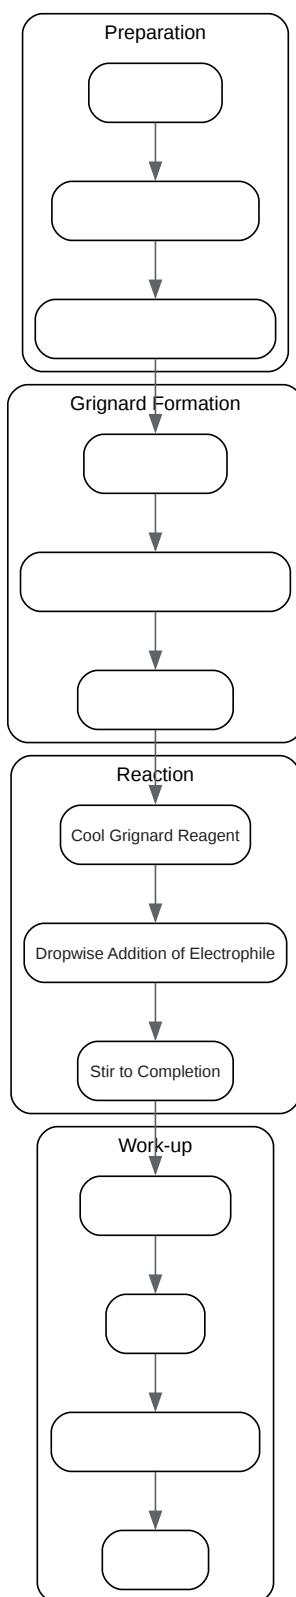 Preparation
Grignard Formation
Reaction
Cool Grignard Reagent
Dropwise Addition of Electrophile
Stir to Completion
Work-up